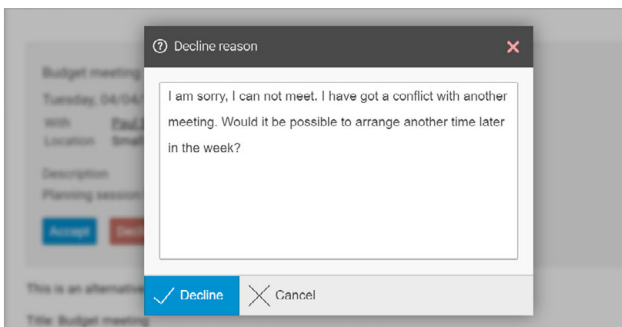 Decline reason
I am sorry, I can not meet. I have got a conflict with another
meeting. Would it be possible to arrange another time later
in the week?
Decline
Cancel
Budget meeting
Tuesday, 04/04/
With
Location
Description
Planning session
Accept
This is an alternative
Title: Budget meeting